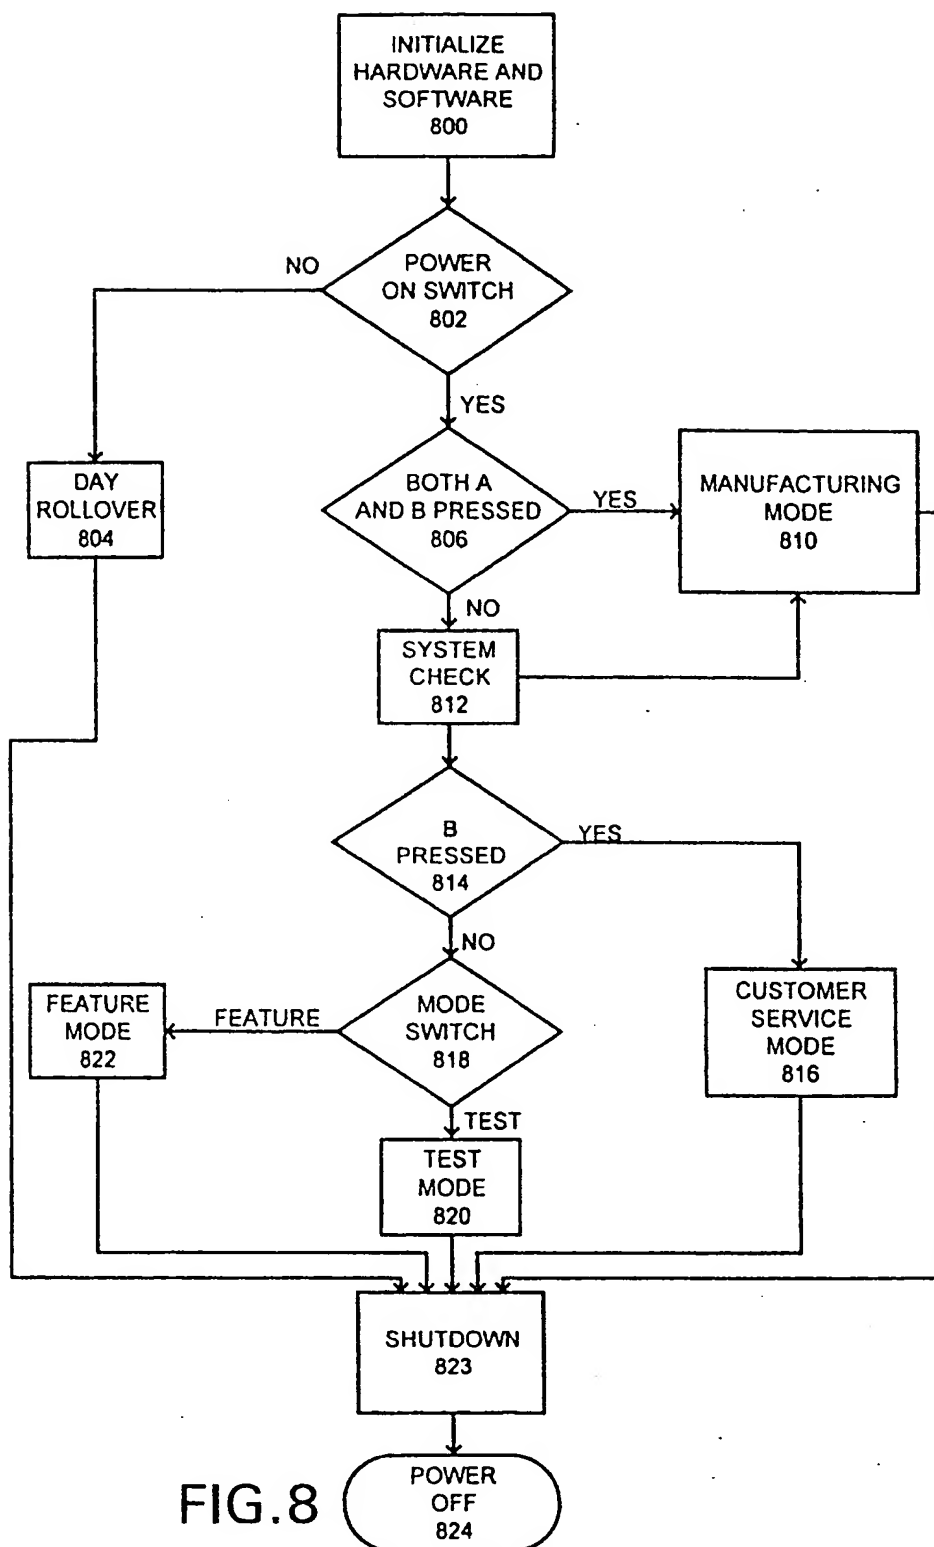 INITIALIZE
HARDWARE AND
SOFTWARE
800
NO
POWER
ON SWITCH
802
YES
DAY
ROLLOVER
804
BOTH A
AND B PRESSED
806
YES
MANUFACTURING
MODE
810
NO
SYSTEM
CHECK
812
B
PRESSED
814
YES
NO
FEATURE
MODE
822
FEATURE
MODE
SWITCH
818
CUSTOMER
SERVICE
MODE
816
TEST
TEST
MODE
820
SHUTDOWN
823
POWER
OFF
824
FIG.8